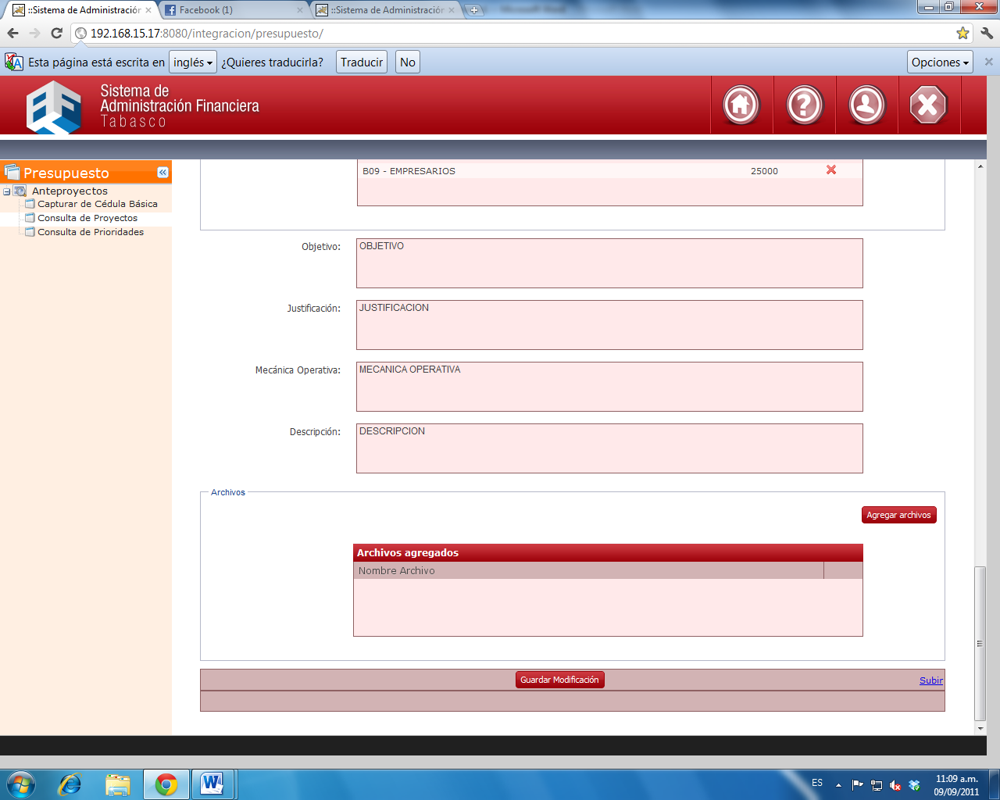 ::Sistema de Administración
Facebook (1)
::Sistema de Administración
192.168.15.17:8080/integracion/presupuesto/
Esta página está escrita en inglés ¿Quieres traducirla? Traducir No Opciones
Sistema de
Administración Financiera
Tabasco
Presupuesto
Anteproyectos
Capturar de Cédula Básica
Consulta de Proyectos
Consulta de Prioridades
B09 - EMPRESARIOS 25000
Objetivo: OBJETIVO
Justificación: JUSTIFICACION
Mecánica Operativa: MECANICA OPERATIVA
Descripción: DESCRIPCION
Archivos
Agregar archivos
Archivos agregados
Nombre Archivo
Guardar Modificación Subir
ES 11:09 a.m.
09/09/2011